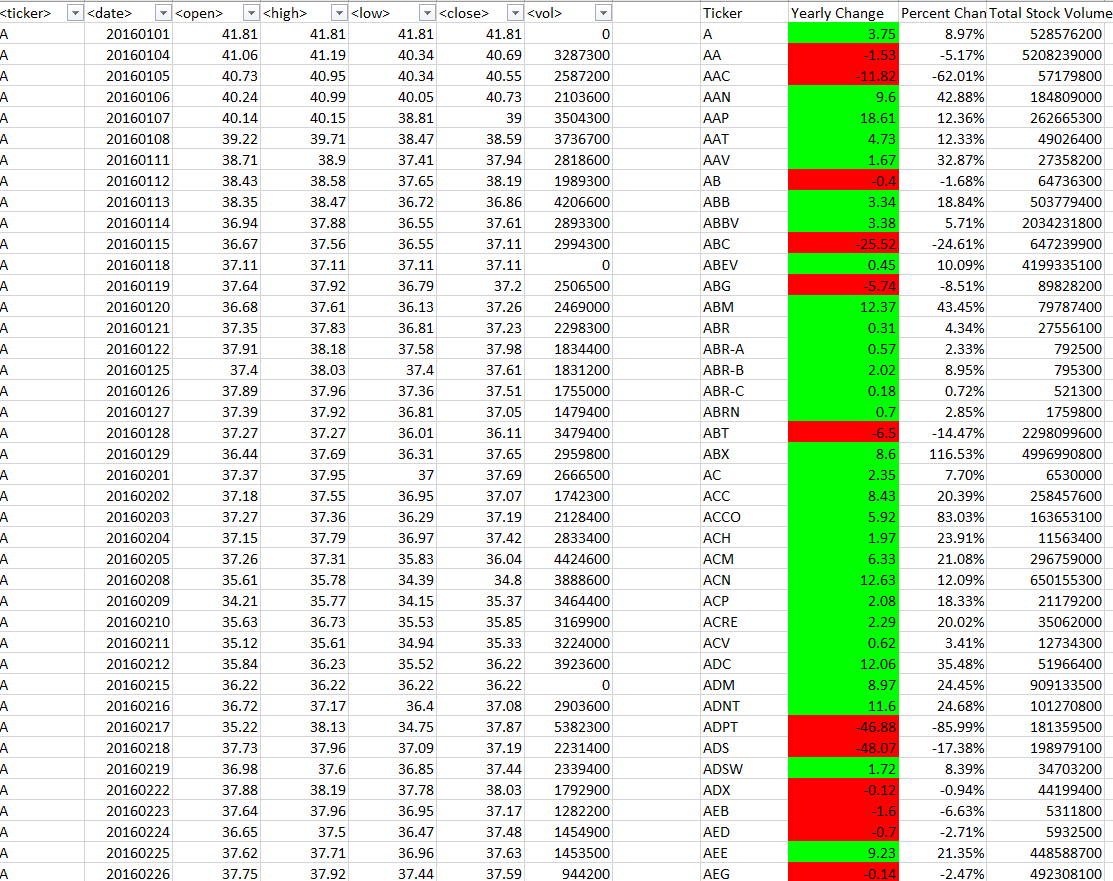 <ticker> <date> <open> <high> <low> <close> <vol> Ticker Yearly Change Percent Chan Total Stock Volume
A 20160101 41.81 41.81 41.81 41.81 0 A 3.75 8.97% 528576200
A 20160104 41.06 41.19 40.34 40.69 3287300 AA -1.53 -5.17% 5208239000
A 20160105 40.73 40.95 40.34 40.55 2587200 AAC -11.82 -62.01% 57179800
A 20160106 40.24 40.99 40.05 40.73 2103600 AAN 9.6 42.88% 184809000
A 20160107 40.14 40.15 38.81 39 3504300 AAP 18.61 12.36% 262665300
A 20160108 39.22 39.71 38.47 38.59 3736700 AAT 4.73 12.33% 49026400
A 20160111 38.71 38.9 37.41 37.94 2818600 AAV 1.67 32.87% 27358200
A 20160112 38.43 38.58 37.65 38.19 1989300 AB -0.4 -1.68% 64736300
A 20160113 38.35 38.47 36.72 36.86 4206600 ABB 3.34 18.84% 503779400
A 20160114 36.94 37.88 36.55 37.61 2893300 ABBV 3.38 5.71% 2034231800
A 20160115 36.67 37.56 36.55 37.11 2994300 ABC -25.52 -24.61% 647239900
A 20160118 37.11 37.11 37.11 37.11 0 ABEV 0.45 10.09% 4199335100
A 20160119 37.64 37.92 36.79 37.2 2506500 ABG -5.74 -8.51% 89828200
A 20160120 36.68 37.61 36.13 37.26 2469000 ABM 12.37 43.45% 79787400
A 20160121 37.35 37.83 36.81 37.23 2298300 ABR 0.31 4.34% 27556100
A 20160122 37.91 38.18 37.58 37.98 1834400 ABR-A 0.57 2.33% 792500
A 20160125 37.4 38.03 37.4 37.61 1831200 ABR-B 2.02 8.95% 795300
A 20160126 37.89 37.96 37.36 37.51 1755000 ABR-C 0.18 0.72% 521300
A 20160127 37.39 37.92 36.81 37.05 1479400 ABRN 0.7 2.85% 1759800
A 20160128 37.27 37.27 36.01 36.11 3479400 ABT -6.5 -14.47% 2298099600
A 20160129 36.44 37.69 36.31 37.65 2959800 ABX 8.6 116.53% 4996990800
A 20160201 37.37 37.95 37 37.69 2666500 AC 2.35 7.70% 6530000
A 20160202 37.18 37.55 36.95 37.07 1742300 ACC 8.43 20.39% 258457600
A 20160203 37.27 37.36 36.29 37.19 2128400 ACCO 5.92 83.03% 163653100
A 20160204 37.15 37.79 36.97 37.42 2833400 ACH 1.97 23.91% 11563400
A 20160205 37.26 37.31 35.83 36.04 4424600 ACM 6.33 21.08% 296759000
A 20160208 35.61 35.78 34.39 34.8 3888600 ACN 12.63 12.09% 650155300
A 20160209 34.21 35.77 34.15 35.37 3464400 ACP 2.08 18.33% 21179200
A 20160210 35.63 36.73 35.53 35.85 3169900 ACRE 2.29 20.02% 35062000
A 20160211 35.12 35.61 34.94 35.33 3224000 ACV 0.62 3.41% 12734300
A 20160212 35.84 36.23 35.52 36.22 3923600 ADC 12.06 35.48% 51966400
A 20160215 36.22 36.22 36.22 36.22 0 ADM 8.97 24.45% 909133500
A 20160216 36.72 37.17 36.4 37.08 2903600 ADNT 11.6 24.68% 101270800
A 20160217 35.22 38.13 34.75 37.87 5382300 ADPT -46.88 -85.99% 181359500
A 20160218 37.73 37.96 37.09 37.19 2231400 ADS -48.07 -17.38% 198979100
A 20160219 36.98 37.6 36.85 37.44 2339400 ADSW 1.72 8.39% 34703200
A 20160222 37.88 38.19 37.78 38.03 1792900 ADX -0.12 -0.94% 44199400
A 20160223 37.64 37.96 36.95 37.17 1282200 AEB -1.6 -6.63% 5311800
A 20160224 36.65 37.5 36.47 37.48 1454900 AED -0.7 -2.71% 5932500
A 20160225 37.62 37.71 36.96 37.63 1453500 AEE 9.23 21.35% 448588700
A 20160226 37.75 37.92 37.44 37.59 944200 AEG -0.14 -2.47% 492308100